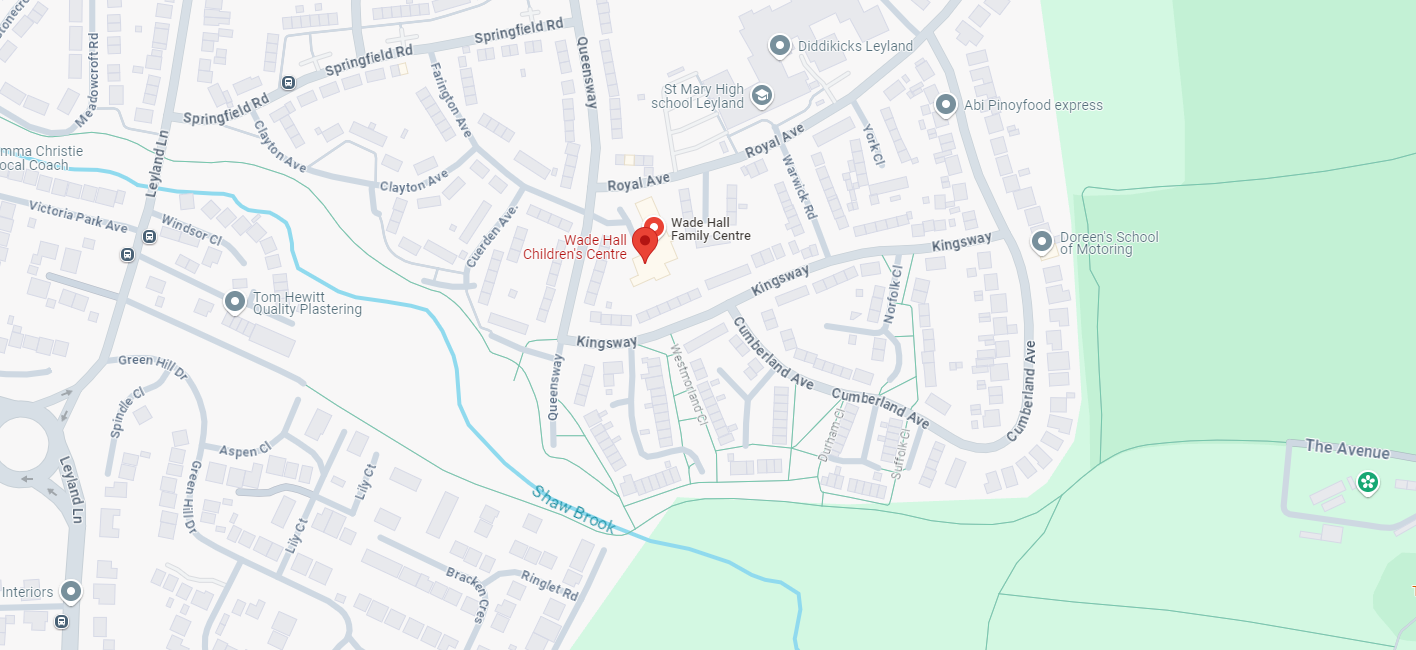 Springfield Rd
Queensway
Diddikicks Leyland
Meadowcroft Rd
Springfield Rd
Farington Ave
St Mary High
school Leyland
Abi Pinoyfood express
Springfield Rd
Clayton Ave
Royal Ave
York Cl
mma Christie
ocal Coach
Leyland Ln
Clayton Ave
Royal Ave
Warwick Rd
Victoria Park Ave
Windsor Cl
Cuerden Ave
Wade Hall
Children's Centre
Wade Hall
Family Centre
Kingsway
Doreen's School
of Motoring
Tom Hewitt
Quality Plastering
Kingsway
Norfolk Cl
Kingsway
Cumberland Ave
Green Hill Dr
Queensway
Westmorland Cl
Cumberland Ave
Cumberland Ave
Spindle Cl
Durham Cl
Suffolk Cl
Aspen Cl
The Avenue
Leyland Ln
Green Hill Dr
Lily Ct
Shaw Brook
Lily Ct
Bracken Cres
Ringlet Rd
Interiors